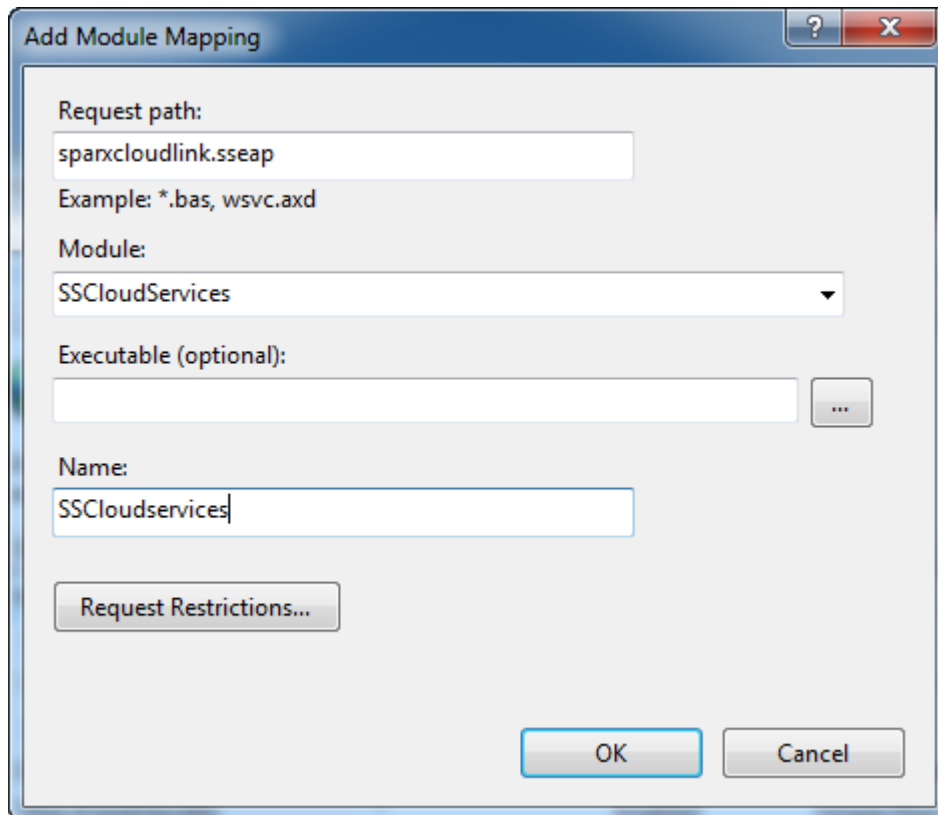 Add Module Mapping
?
X
Request path:
sparxcloudlink.sseap
Example: *.bas, wsvc.axd
Module:
SSCloudServices
Executable (optional):
...
Name:
SSCloudservices
Request Restrictions...
OK Cancel